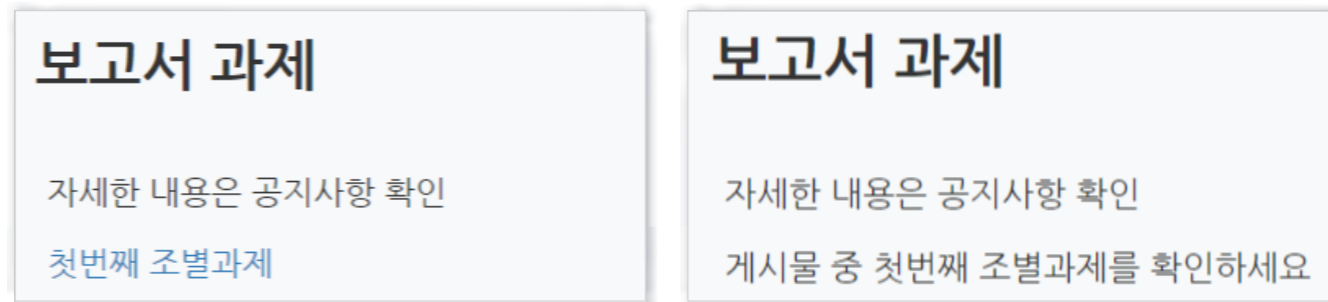 보고서 과제
자세한 내용은 공지사항 확인
첫번째 조별과제
보고서 과제
자세한 내용은 공지사항 확인
게시물 중 첫번째 조별과제를 확인하세요